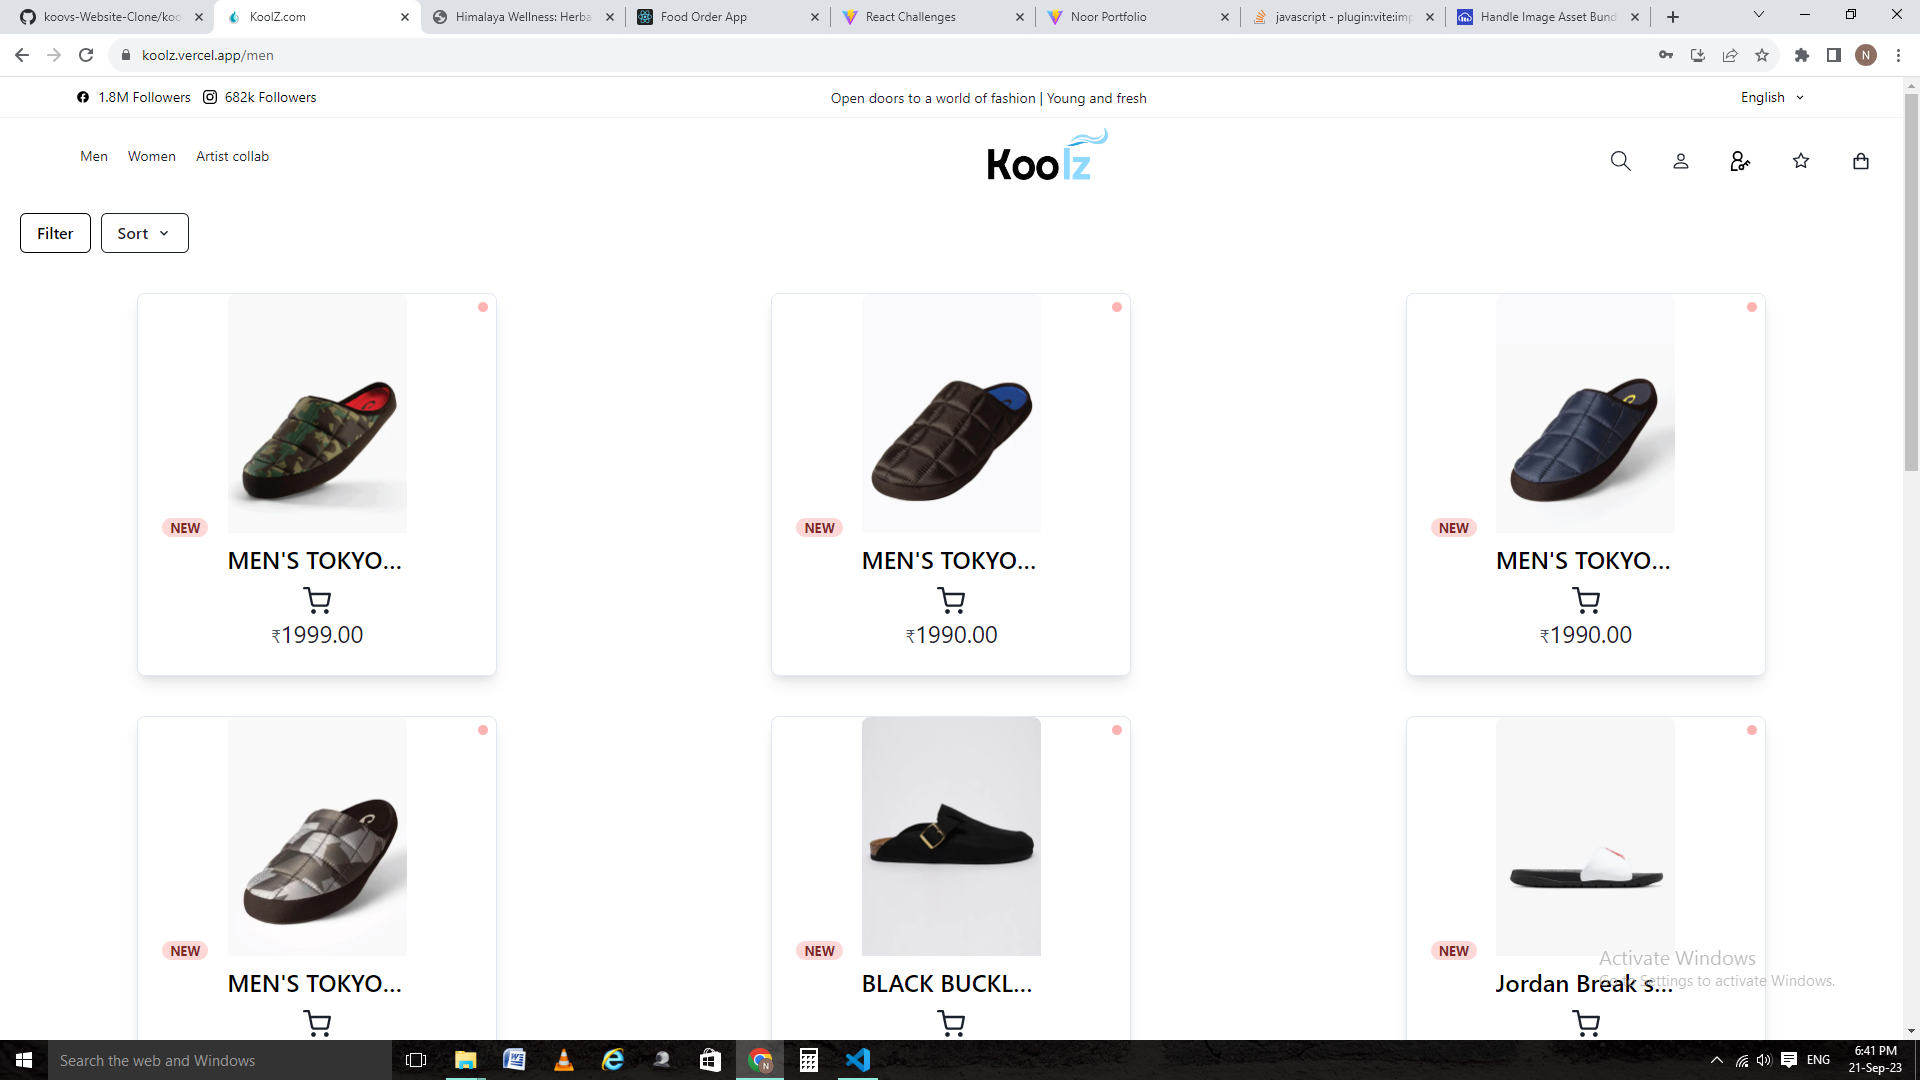 koovs-Website-Clone/koo
KoolZ.com
Himalaya Wellness: Herba
Food Order App
React Challenges
Noor Portfolio
javascript - plugin:vite:imp
Handle Image Asset Bund
koolz.vercel.app/men
N
1.8M Followers
682k Followers
Open doors to a world of fashion | Young and fresh
English
Men
Women
Artist collab
Koolz
Filter
Sort
NEW
NEW
NEW
MEN'S TOKYO...
MEN'S TOKYO...
MEN'S TOKYO...
₹1999.00
₹1990.00
₹1990.00
NEW
NEW
NEW
MEN'S TOKYO...
BLACK BUCKL...
Jordan Break s...
Activate Windows
Go to Settings to activate Windows.
Search the web and Windows
ENG
6:41 PM
21-Sep-23